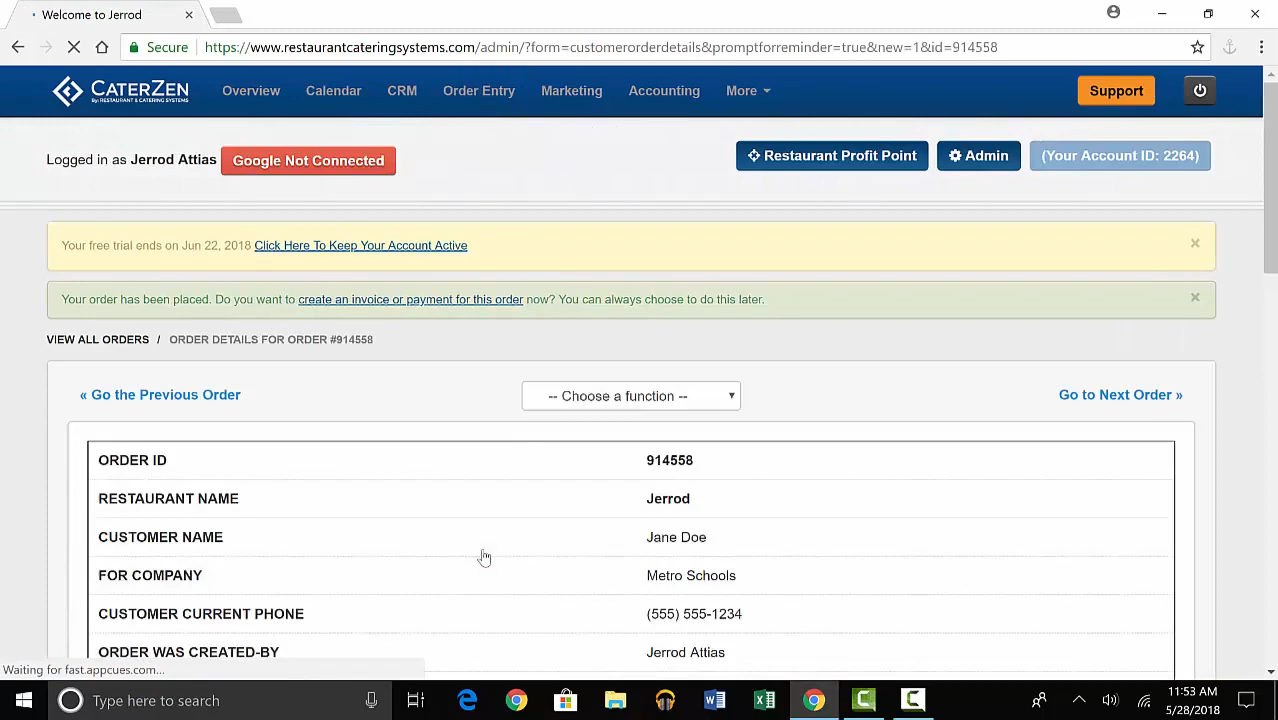 Welcome to Jerrod
Secure
https://www.restaurantcateringsystems.com/admin/?form=customerorderdetails&promptforreminder=true&new=1&id=914558
CATERZEN
By: RESTAURANT & CATERING SYSTEMS
Overview
Calendar
CRM
Order Entry
Marketing
Accounting
More
Support
Logged in as Jerrod Attias
Google Not Connected
Restaurant Profit Point
Admin
(Your Account ID: 2264)
Your free trial ends on Jun 22, 2018 Click Here To Keep Your Account Active
×
Your order has been placed. Do you want to create an invoice or payment for this order now? You can always choose to do this later.
×
VIEW ALL ORDERS / ORDER DETAILS FOR ORDER #914558
« Go the Previous Order
-- Choose a function --
Go to Next Order »
ORDER ID 914558
RESTAURANT NAME Jerrod
CUSTOMER NAME Jane Doe
FOR COMPANY Metro Schools
CUSTOMER CURRENT PHONE (555) 555-1234
ORDER WAS CREATED-BY Jerrod Attias
Waiting for fast.appcues.com...
Type here to search
11:53 AM
5/28/2018